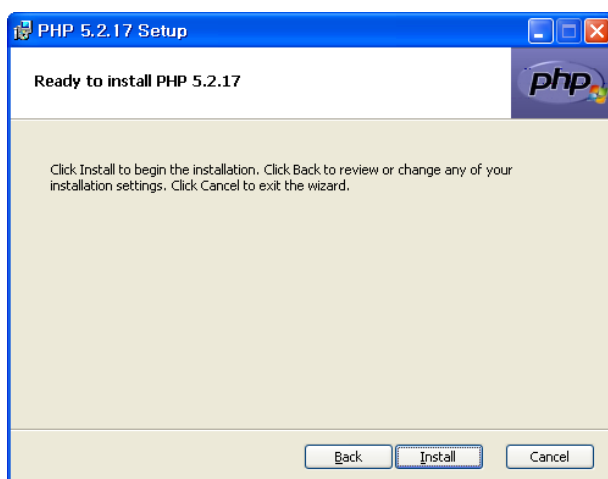 PHP 5.2.17 Setup
Ready to install PHP 5.2.17
php
Click Install to begin the installation. Click Back to review or change any of your
installation settings. Click Cancel to exit the wizard.
Back Install Cancel